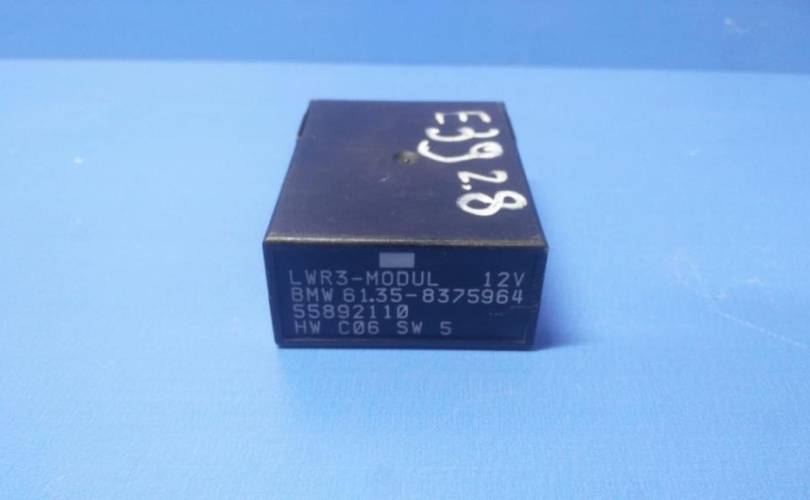 E39 2.8
LWR3-MODUL 12V
BMW 61.35-8375964
55892110
HW C06 SW 5